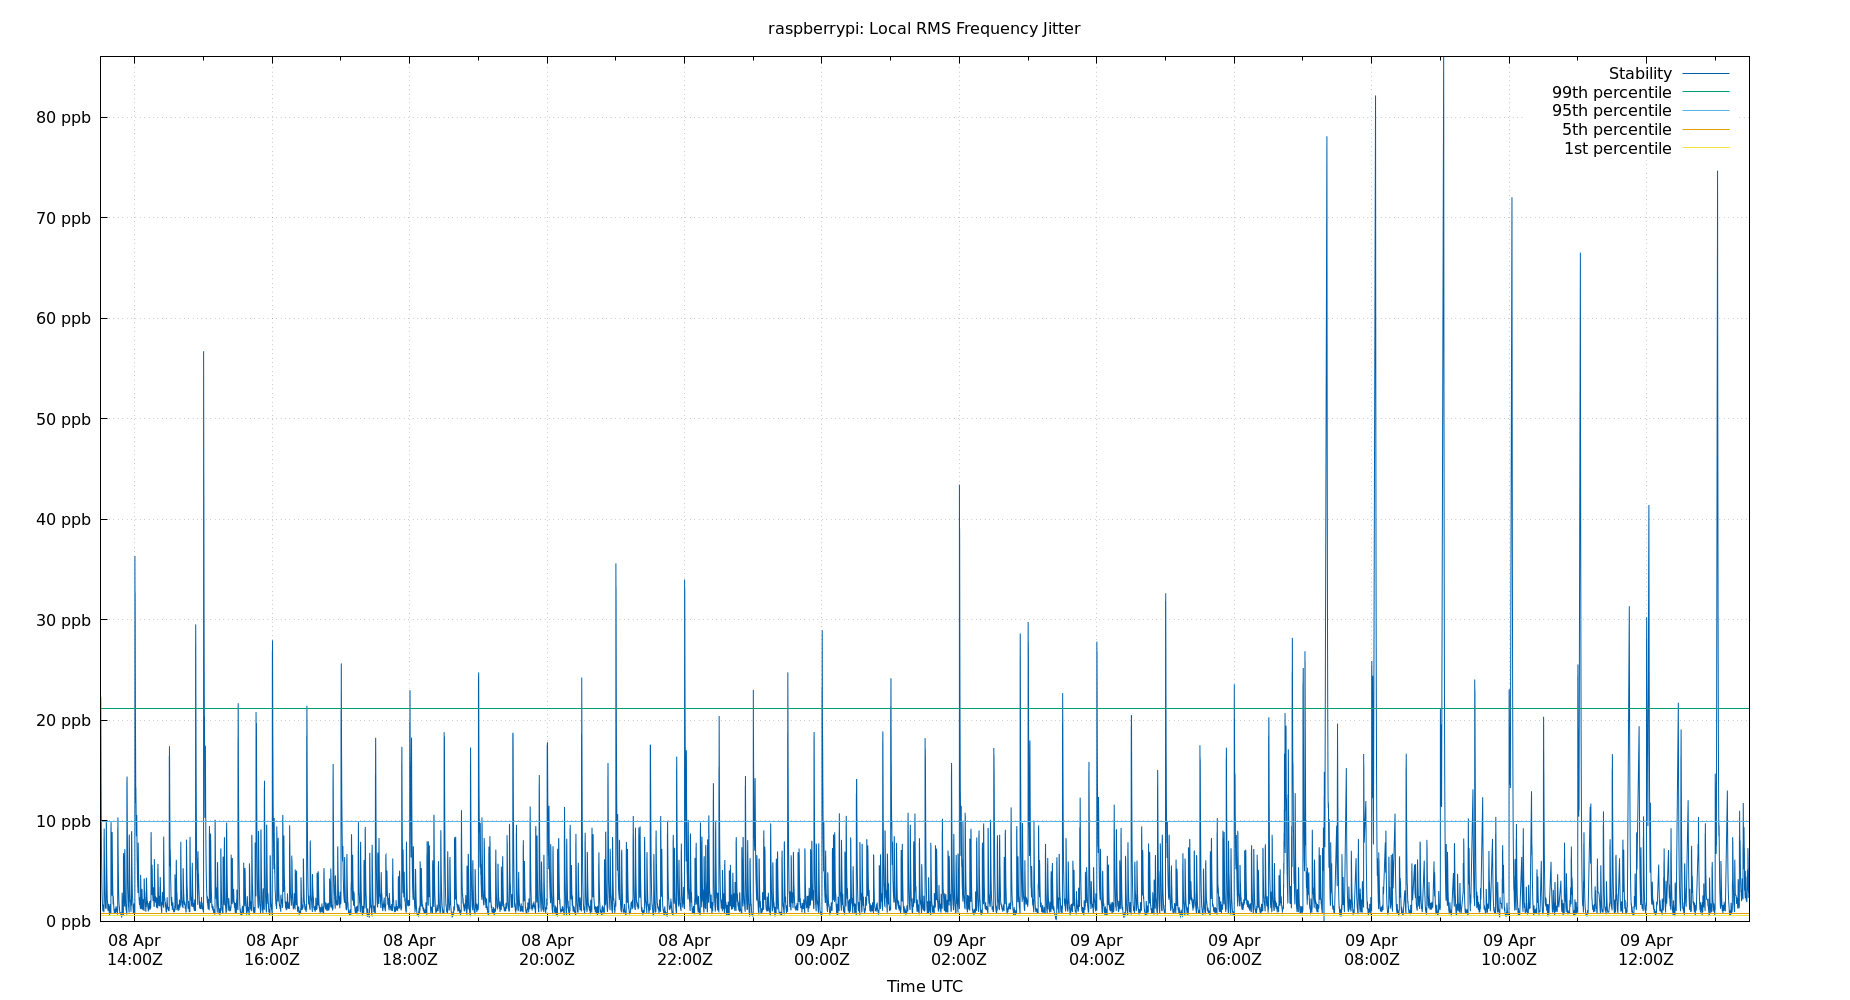 raspberrypi: Local RMS Frequency Jitter
Stability
99th percentile
95th percentile
5th percentile
1st percentile
80 ppb
70 ppb
60 ppb
50 ppb
40 ppb
30 ppb
20 ppb
10 ppb
0 ppb
08 Apr 08 Apr 08 Apr 08 Apr 08 Apr 09 Apr 09 Apr 09 Apr 09 Apr 09 Apr 09 Apr 09 Apr
14:00Z 16:00Z 18:00Z 20:00Z 22:00Z 00:00Z 02:00Z 04:00Z 06:00Z 08:00Z 10:00Z 12:00Z
Time UTC